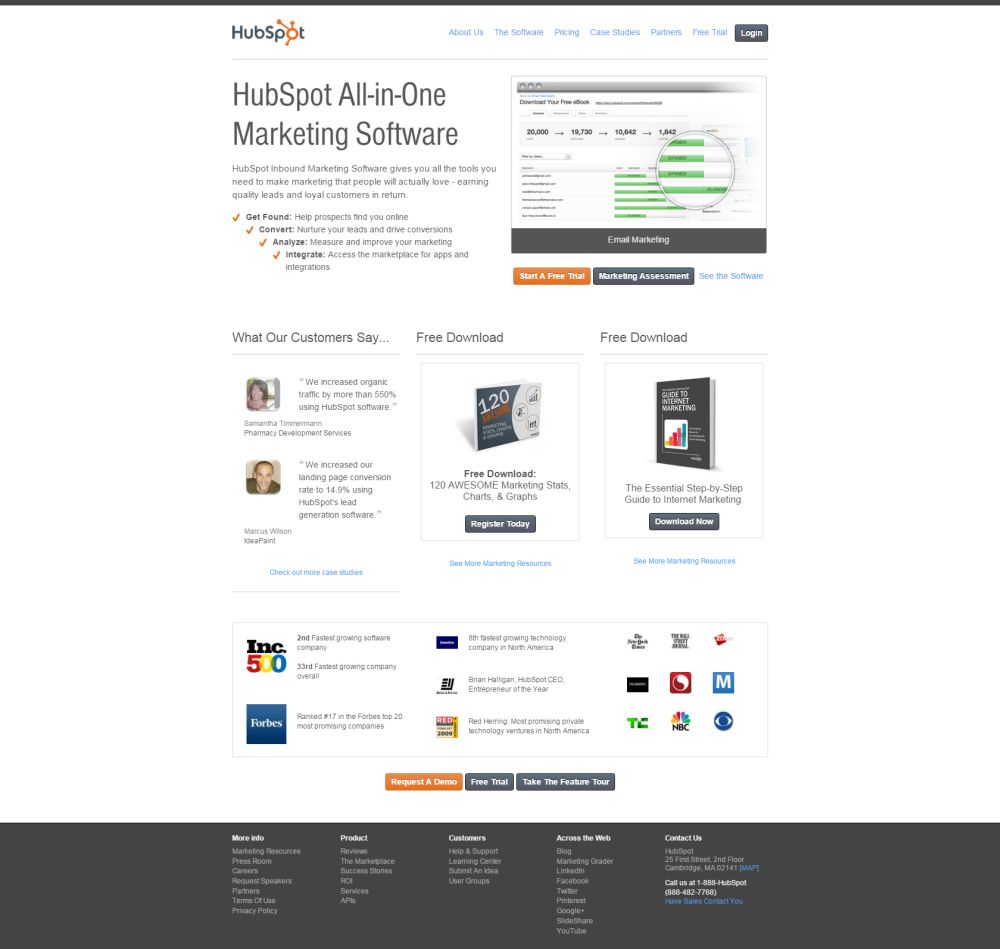 HubSpot
About Us The Software Pricing Case Studies Partners Free Trial Login
HubSpot All-in-One
Marketing Software
HubSpot Inbound Marketing Software gives you all the tools you
need to make marketing that people will actually love - earning
quality leads and loyal customers in return.
Get Found: Help prospects find you online
Convert: Nurture your leads and drive conversions
Analyze: Measure and improve your marketing
Integrate: Access the marketplace for apps and
integrations
Download Your Free eBook
20,000 → 19,730 → 10,642 → 1,842
OPENED
OPENED
OPENED
CLICKED
Email Marketing
Start A Free Trial Marketing Assessment See the Software
What Our Customers Say...
“We increased organic
traffic by more than 550%
using HubSpot software.”
Samantha Timmermann
Pharmacy Development Services
“We increased our
landing page conversion
rate to 14.9% using
HubSpot's lead
generation software.”
Marcus Wilson
IdeaPaint
Check out more case studies
Free Download
120
AWESOME
MARKETING
STATS, CHARTS
& GRAPHS
Free Download:
120 AWESOME Marketing Stats,
Charts, & Graphs
Register Today
See More Marketing Resources
Free Download
GUIDE TO
INTERNET
MARKETING
HubSpot
The Essential Step-by-Step
Guide to Internet Marketing.
Download Now
See More Marketing Resources
Inc.
500
2nd Fastest growing software
company
33rd Fastest growing company
overall
Forbes
Ranked #17 in the Forbes top 20
most promising companies
Deloitte
8th fastest growing technology
company in North America
Brian Halligan, HubSpot CEO,
Entrepreneur of the Year
RED
2009
Red Herring: Most promising private
technology ventures in North America
The
New York
Times
THE WALL
STREET
JOURNAL
M
TC
NBC
Request A Demo Free Trial Take The Feature Tour
More info
Marketing Resources
Press Room
Careers
Request Speakers
Partners
Terms Of Use
Privacy Policy
Product
Reviews
The Marketplace
Success Stories
ROI
Services
APIs
Customers
Help & Support
Learning Center
Submit An Idea
User Groups
Across the Web
Blog
Marketing Grader
LinkedIn
Facebook
Twitter
Pinterest
Google+
SlideShare
YouTube
Contact Us
HubSpot
25 First Street, 2nd Floor
Cambridge, MA 02141 [MAP]
Call us at 1-888-HubSpot
(888-482-7768)
Have Sales Contact You